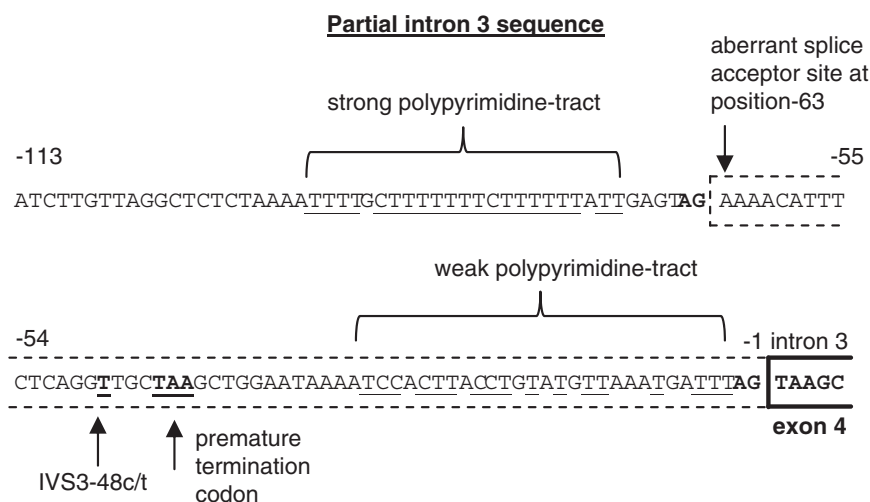 Partial intron 3 sequence
aberrant splice
acceptor site at
position-63
strong polypyrimidine-tract
-113
-55
ATCTTGTTAGGCTCTCTAAAATTTTGCTTTTTTTCTTTTTTATTGAGTAG AAAACATTT
weak polypyrimidine-tract
-54
-1 intron 3
CTCAGGTTGCTAAGCTGGAATAAAATCCACTTACCTGTATGTTAAATGATTTAG TAAGC
exon 4
IVS3-48c/t
premature
termination
codon